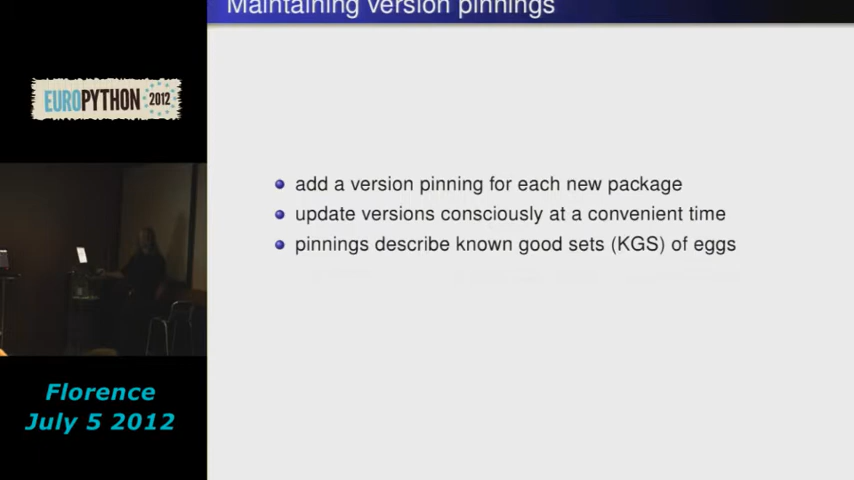 Maintaining version pinnings
EUROPYTHON 2012
add a version pinning for each new package
update versions consciously at a convenient time
pinnings describe known good sets (KGS) of eggs
Florence
July 5 2012